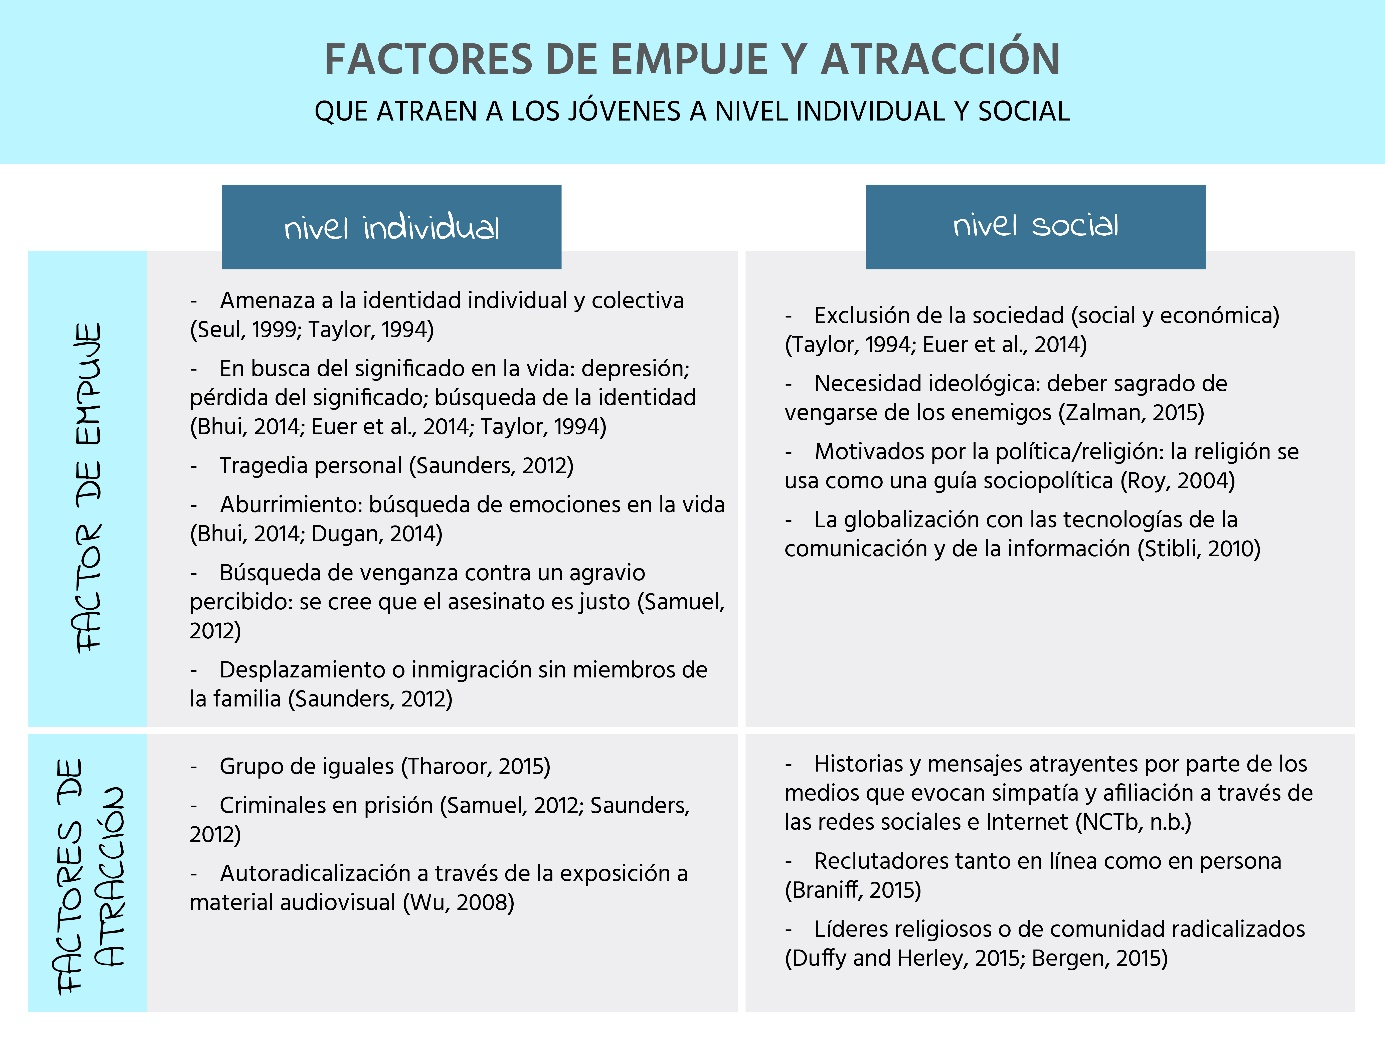 FACTORES DE EMPUJE Y ATRACCIÓN
QUE ATRAEN A LOS JÓVENES A NIVEL INDIVIDUAL Y SOCIAL
nivel individual
nivel social
FACTOR DE EMPUJE
- Amenaza a la identidad individual y colectiva
(Seul, 1999; Taylor, 1994)
- En busca del significado en la vida: depresión;
pérdida del significado; búsqueda de la identidad
(Bhui, 2014; Euer et al., 2014; Taylor, 1994)
- Tragedia personal (Saunders, 2012)
- Aburrimiento: búsqueda de emociones en la vida
(Bhui, 2014; Dugan, 2014)
- Búsqueda de venganza contra un agravio
percibido: se cree que el asesinato es justo (Samuel,
2012)
- Desplazamiento o inmigración sin miembros de
la familia (Saunders, 2012)
- Exclusión de la sociedad (social y económica)
(Taylor, 1994; Euer et al., 2014)
- Necesidad ideológica: deber sagrado de
vengarse de los enemigos (Zalman, 2015)
- Motivados por la política/religión: la religión se
usa como una guía sociopolítica (Roy, 2004)
- La globalización con las tecnologías de la
comunicación y de la información (Stibli, 2010)
FACTORES DE
ATRACCIÓN
- Grupo de iguales (Tharoor, 2015)
- Criminales en prisión (Samuel, 2012; Saunders,
2012)
- Autoradicalización a través de la exposición a
material audiovisual (Wu, 2008)
- Historias y mensajes atrayentes por parte de los
medios que evocan simpatía y afiliación a través de
las redes sociales e Internet (NCTb, n.b.)
- Reclutadores tanto en línea como en persona
(Braniff, 2015)
- Líderes religiosos o de comunidad radicalizados
(Duffy and Herley, 2015; Bergen, 2015)